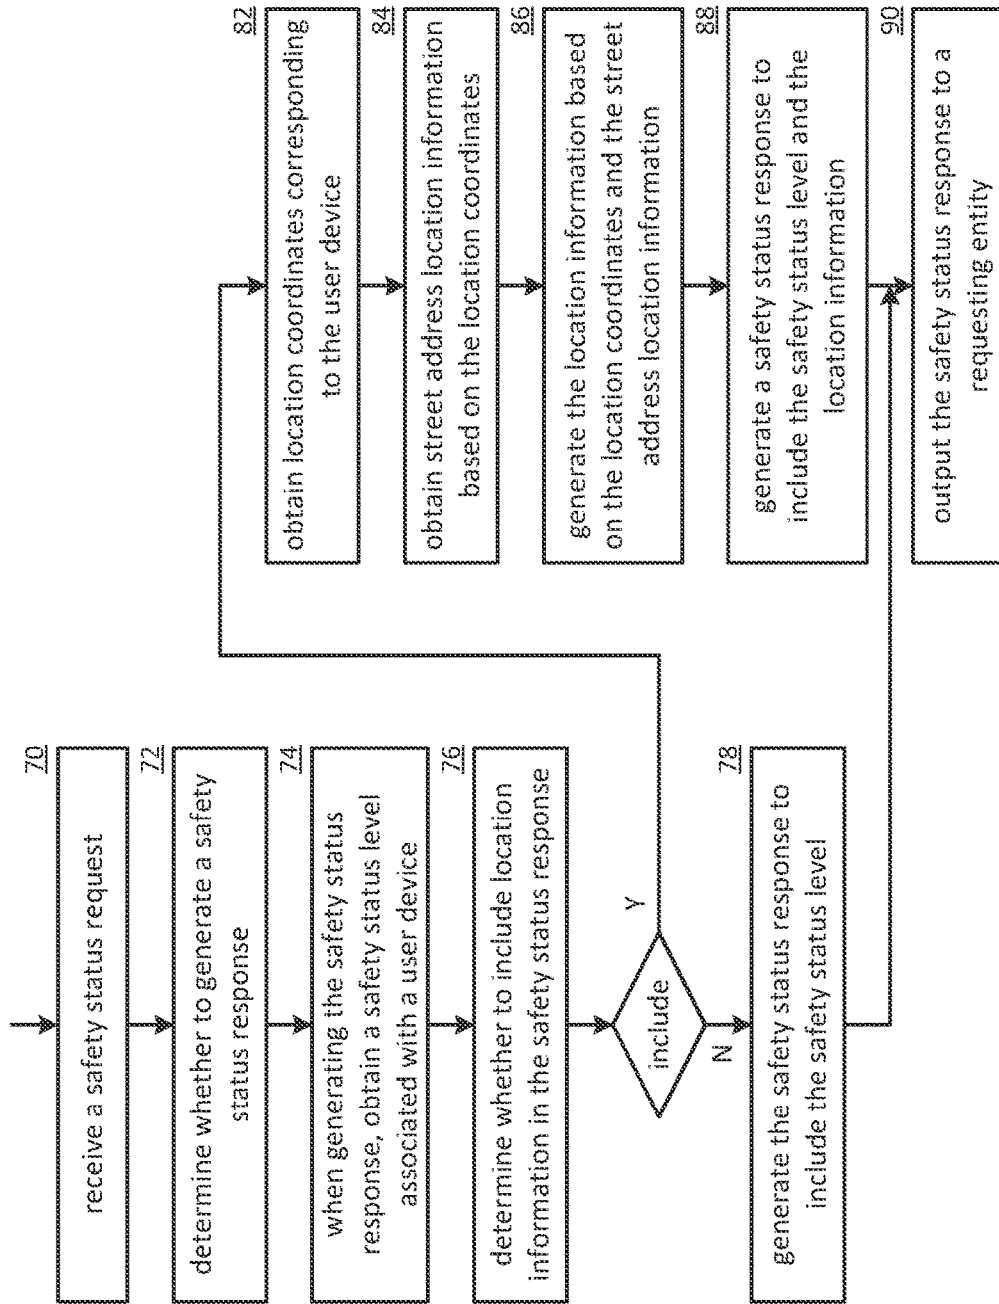 70
receive a safety status request
72
determine whether to generate a safety
status response
74
when generating the safety status
response, obtain a safety status level
associated with a user device
76
determine whether to include location
information in the safety status response
include
Y
N
78
generate the safety status response to
include the safety status level
82
obtain location coordinates corresponding
to the user device
84
obtain street address location information
based on the location coordinates
86
generate the location information based
on the location coordinates and the street
address location information
88
generate a safety status response to
include the safety status level and the
location information
90
output the safety status response to a
requesting entity